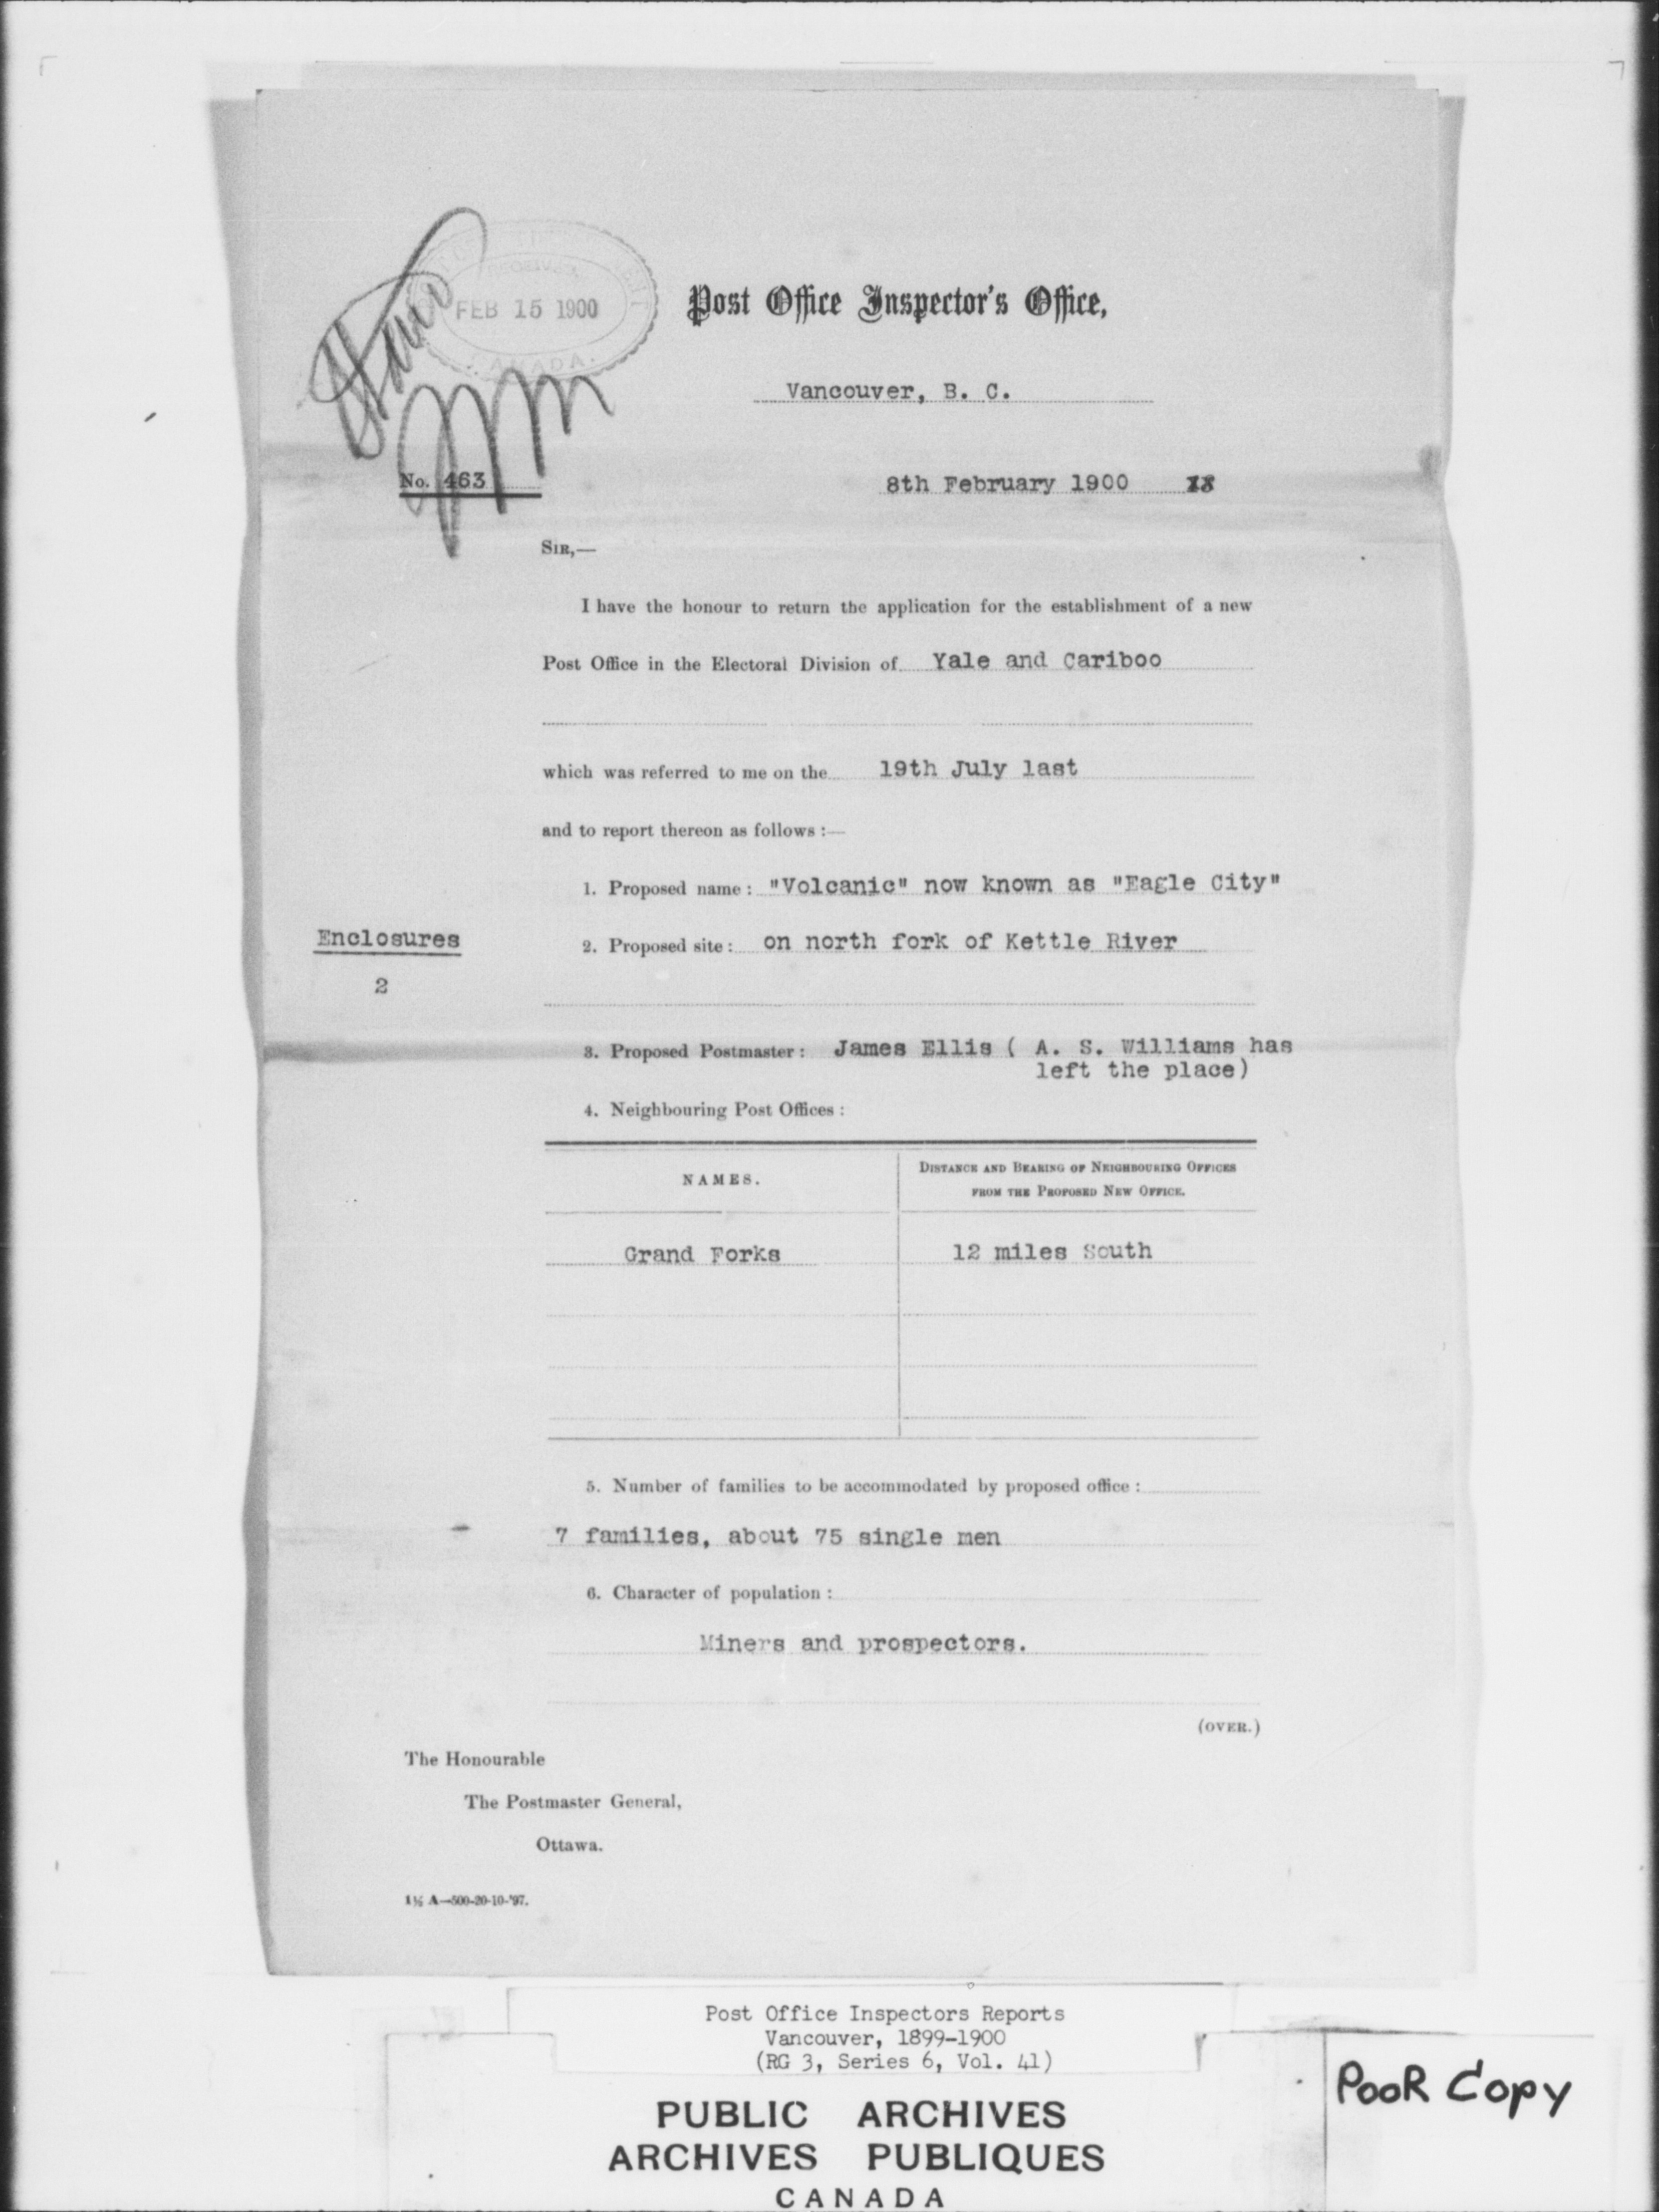 RECEIVED
FEB 15 1900
CANADA.
Post Office Inspector's Office,
Vancouver, B. C.
No. 463
8th February 1900
SIR,—
I have the honour to return the application for the establishment of a new
Post Office in the Electoral Division of Yale and Cariboo
which was referred to me on the 19th July last
and to report thereon as follows :—
1. Proposed name : "Volcanic" now known as "Eagle City"
Enclosures
2
2. Proposed site : on north fork of Kettle River
3. Proposed Postmaster : James Ellis ( A. S. Williams has
left the place)
4. Neighbouring Post Offices :
NAMES.
DISTANCE AND BEARING OF NEIGHBOURING OFFICES
FROM THE PROPOSED NEW OFFICE.
Grand Forks
12 miles South
5. Number of families to be accommodated by proposed office :
7 families, about 75 single men
6. Character of population :
Miners and prospectors.
(OVER.)
The Honourable
The Postmaster General,
Ottawa.
1½ A—500-20-10-'97.
Post Office Inspectors Reports
Vancouver, 1899-1900
(RG 3, Series 6, Vol. 41)
PUBLIC ARCHIVES
ARCHIVES PUBLIQUES
CANADA
POOR COPY